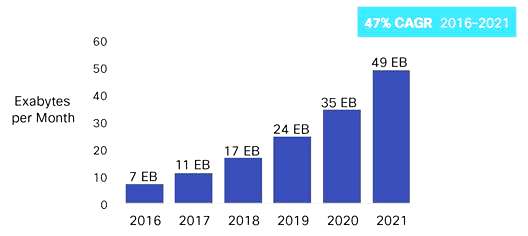 47% CAGR 2016–2021
Exabytes
per Month
60
50
40
30
20
10
0
7 EB
11 EB
17 EB
24 EB
35 EB
49 EB
2016 2017 2018 2019 2020 2021